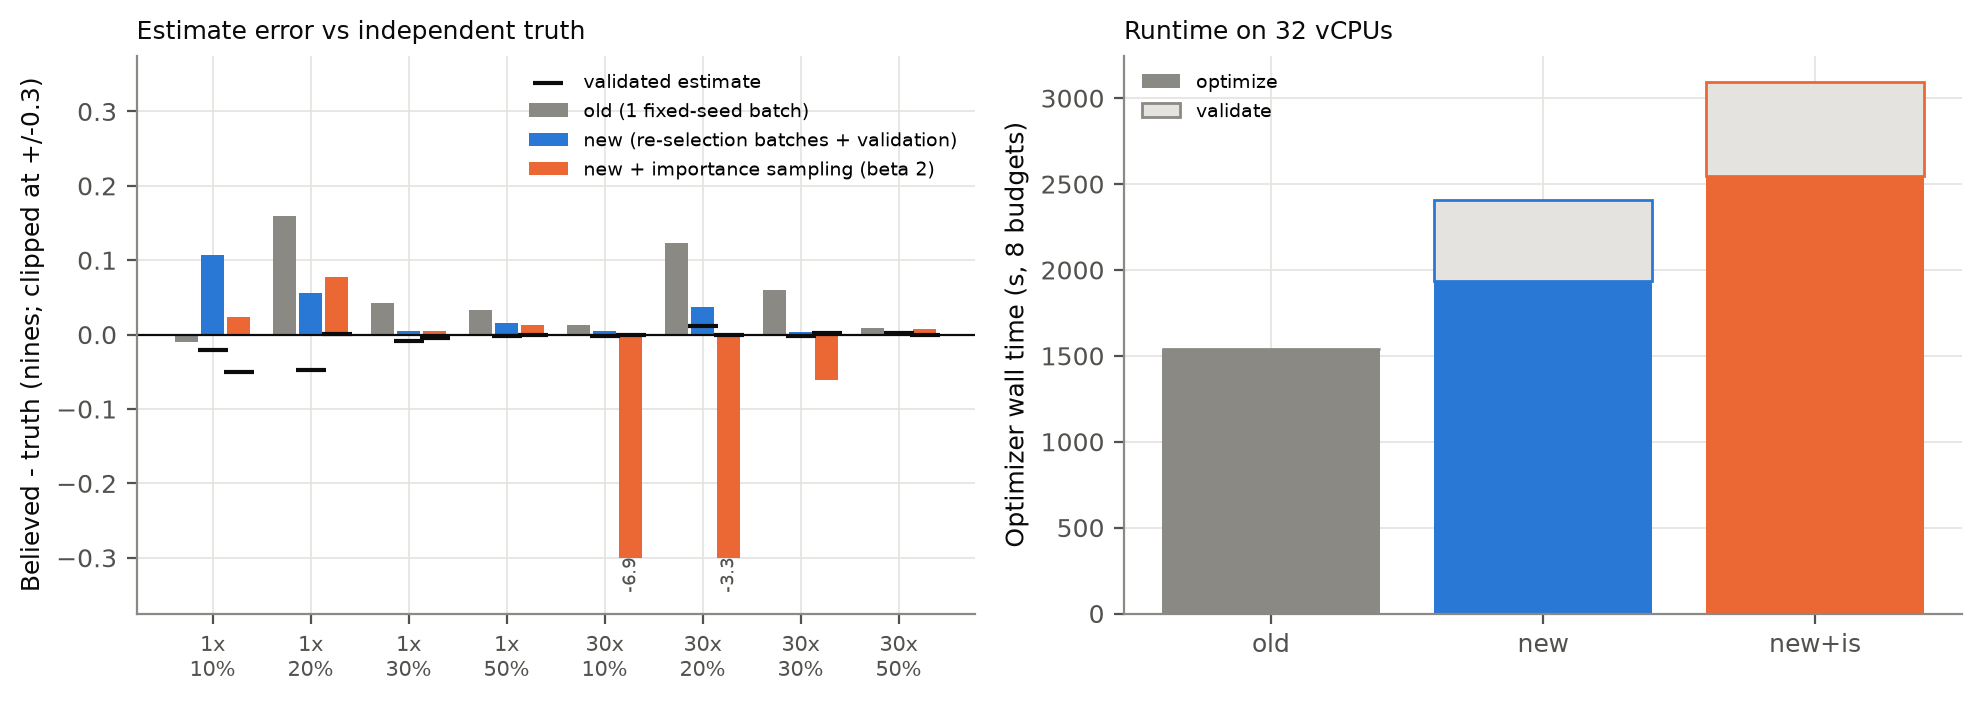 Estimate error vs independent truth
Believed - truth (nines; clipped at +/-0.3)
0.3
0.2
0.1
0.0
−0.1
−0.2
−0.3
validated estimate
old (1 fixed-seed batch)
new (re-selection batches + validation)
new + importance sampling (beta 2)
-6.9
-3.3
1x
10%
1x
20%
1x
30%
1x
50%
30x
10%
30x
20%
30x
30%
30x
50%
Runtime on 32 vCPUs
Optimizer wall time (s, 8 budgets)
3000
2500
2000
1500
1000
500
0
optimize
validate
old
new
new+is